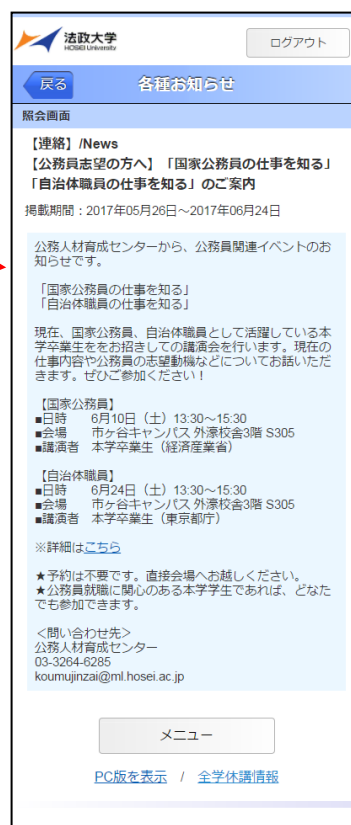 法政大学
HOSEI University
ログアウト
戻る
各種お知らせ
照会画面
【連絡】/News
【公務員志望の方へ】「国家公務員の仕事を知る」
「自治体職員の仕事を知る」のご案内
掲載期間：2017年05月26日～2017年06月24日
公務人材育成センターから、公務員関連イベントのお
知らせです。
「国家公務員の仕事を知る」
「自治体職員の仕事を知る」
現在、国家公務員、自治体職員として活躍している本
学卒業生ををお招きしての講演会を行います。現在の
仕事内容や公務員の志望動機などについてお話いただ
きます。ぜひご参加ください！
【国家公務員】
■日時　6月10日（土）13:30～15:30
■会場　市ヶ谷キャンパス 外濠校舎3階 S305
■講演者　本学卒業生（経済産業省）
【自治体職員】
■日時　6月24日（土）13:30～15:30
■会場　市ヶ谷キャンパス 外濠校舎3階 S305
■講演者　本学卒業生（東京都庁）
※詳細はこちら
★予約は不要です。直接会場へお越しください。
★公務員就職に関心のある本学学生であれば、どなた
でも参加できます。
＜問い合わせ先＞
公務人材育成センター
03-3264-6285
koumujinzai@ml.hosei.ac.jp
メニュー
PC版を表示 / 全学休講情報